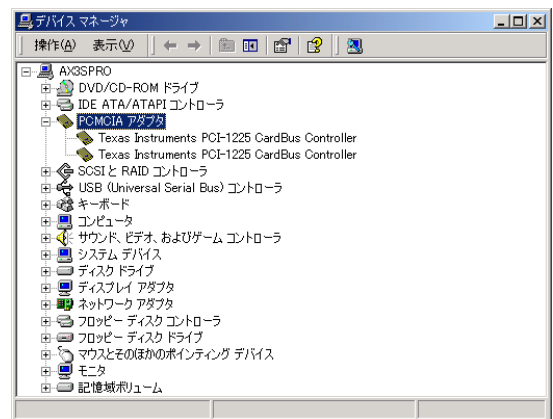 デバイス マネージャ
操作(A) 表示(V)
AX3SPRO
DVD/CD-ROM ドライブ
IDE ATA/ATAPI コントローラ
PCMCIA アダプタ
Texas Instruments PCI-1225 CardBus Controller
Texas Instruments PCI-1225 CardBus Controller
SCSI と RAID コントローラ
USB (Universal Serial Bus) コントローラ
キーボード
コンピュータ
サウンド、ビデオ、およびゲーム コントローラ
システム デバイス
ディスク ドライブ
ディスプレイ アダプタ
ネットワーク アダプタ
フロッピー ディスク コントローラ
フロッピー ディスク ドライブ
マウスとそのほかのポインティング デバイス
モニタ
記憶域ボリューム